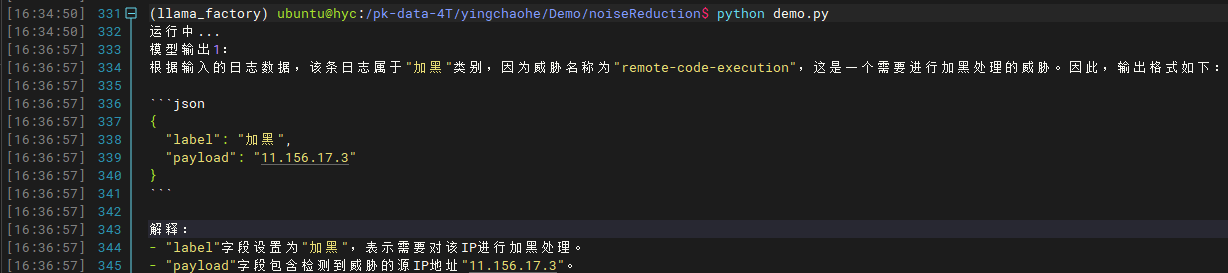 [16:34:50] 331 (llama_factory) ubuntu@hyc:/pk-data-4T/yingchaohe/Demo/noiseReduction$ python demo.py
[16:34:50] 332 运行中...
[16:36:57] 333 模型输出1:
[16:36:57] 334 根据输入的日志数据，该条日志属于"加黑"类别，因为威胁名称为"remote-code-execution"，这是一个需要进行加黑处理的威胁。因此，输出格式如下：
[16:36:57] 335
[16:36:57] 336 ```json
[16:36:57] 337 {
[16:36:57] 338   "label": "加黑",
[16:36:57] 339   "payload": "11.156.17.3"
[16:36:57] 340 }
[16:36:57] 341 ```
[16:36:57] 342
[16:36:57] 343 解释：
[16:36:57] 344 - "label"字段设置为"加黑"，表示需要对该IP进行加黑处理。
[16:36:57] 345 - "payload"字段包含检测到威胁的源IP地址"11.156.17.3"。